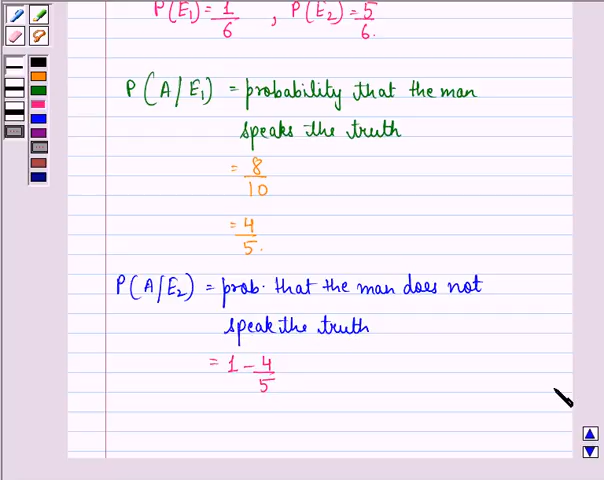 P(E₁) = 1/6 , P(E₂) = 5/6.
P(A/E₁) = probability that the man
speaks the truth
= 8/10
= 4/5.
P(A/E₂) = prob. that the man does not
speak the truth
= 1 - 4/5